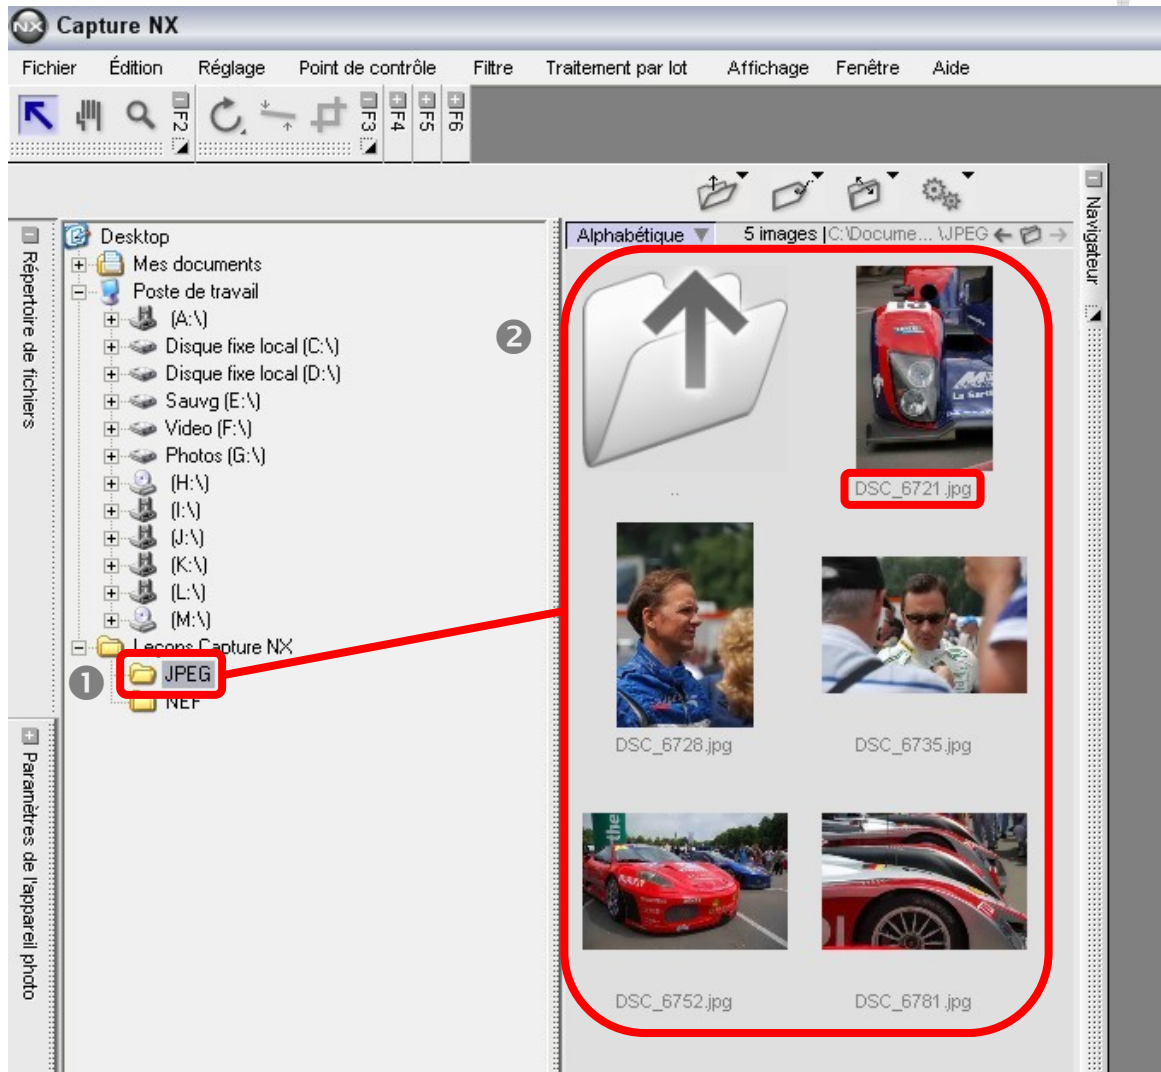 NX Capture NX
Fichier Édition Réglage Point de contrôle Filtre Traitement par lot Affichage Fenêtre Aide
F2 F3 F4 F5 F6
Répertoire de fichiers
Paramètres de l'appareil photo
Navigateur
Desktop
Mes documents
Poste de travail
(A:\)
Disque fixe local (C:\)
Disque fixe local (D:\)
Sauvg (E:\)
Video (F:\)
Photos (G:\)
(H:\)
(I:\)
(J:\)
(K:\)
(L:\)
(M:\)
Leçons Capture NX
1 JPEG
NEF
Alphabétique 5 images | C:\Docume... \JPEG
2
.. DSC_6721.jpg
DSC_6728.jpg DSC_6735.jpg
DSC_6752.jpg DSC_6781.jpg